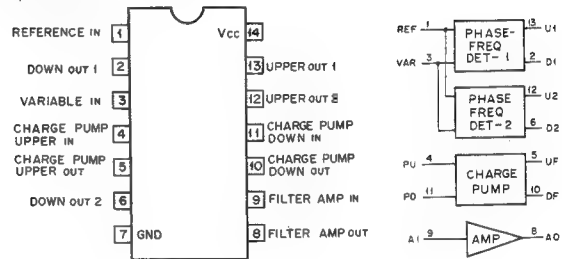 REFERENCE IN 1
Vcc 14
DOWN OUT 1 2
13 UPPER OUT 1
VARIABLE IN 3
12 UPPER OUT 2
CHARGE PUMP
UPPER IN 4
11 CHARGE PUMP
DOWN IN
CHARGE PUMP
UPPER OUT 5
10 CHARGE PUMP
DOWN OUT
DOWN OUT 2 6
9 FILTER AMP IN
7 GND
8 FILTER AMP OUT
REF 1
PHASE-
FREQ
DET-1
13 U1
VAR 3
2 D1
PHASE
FREQ
DET-2
12 U2
6 D2
PU 4
CHARGE
PUMP
5 UF
PD 11
10 DF
A1 9
AMP
8 AO